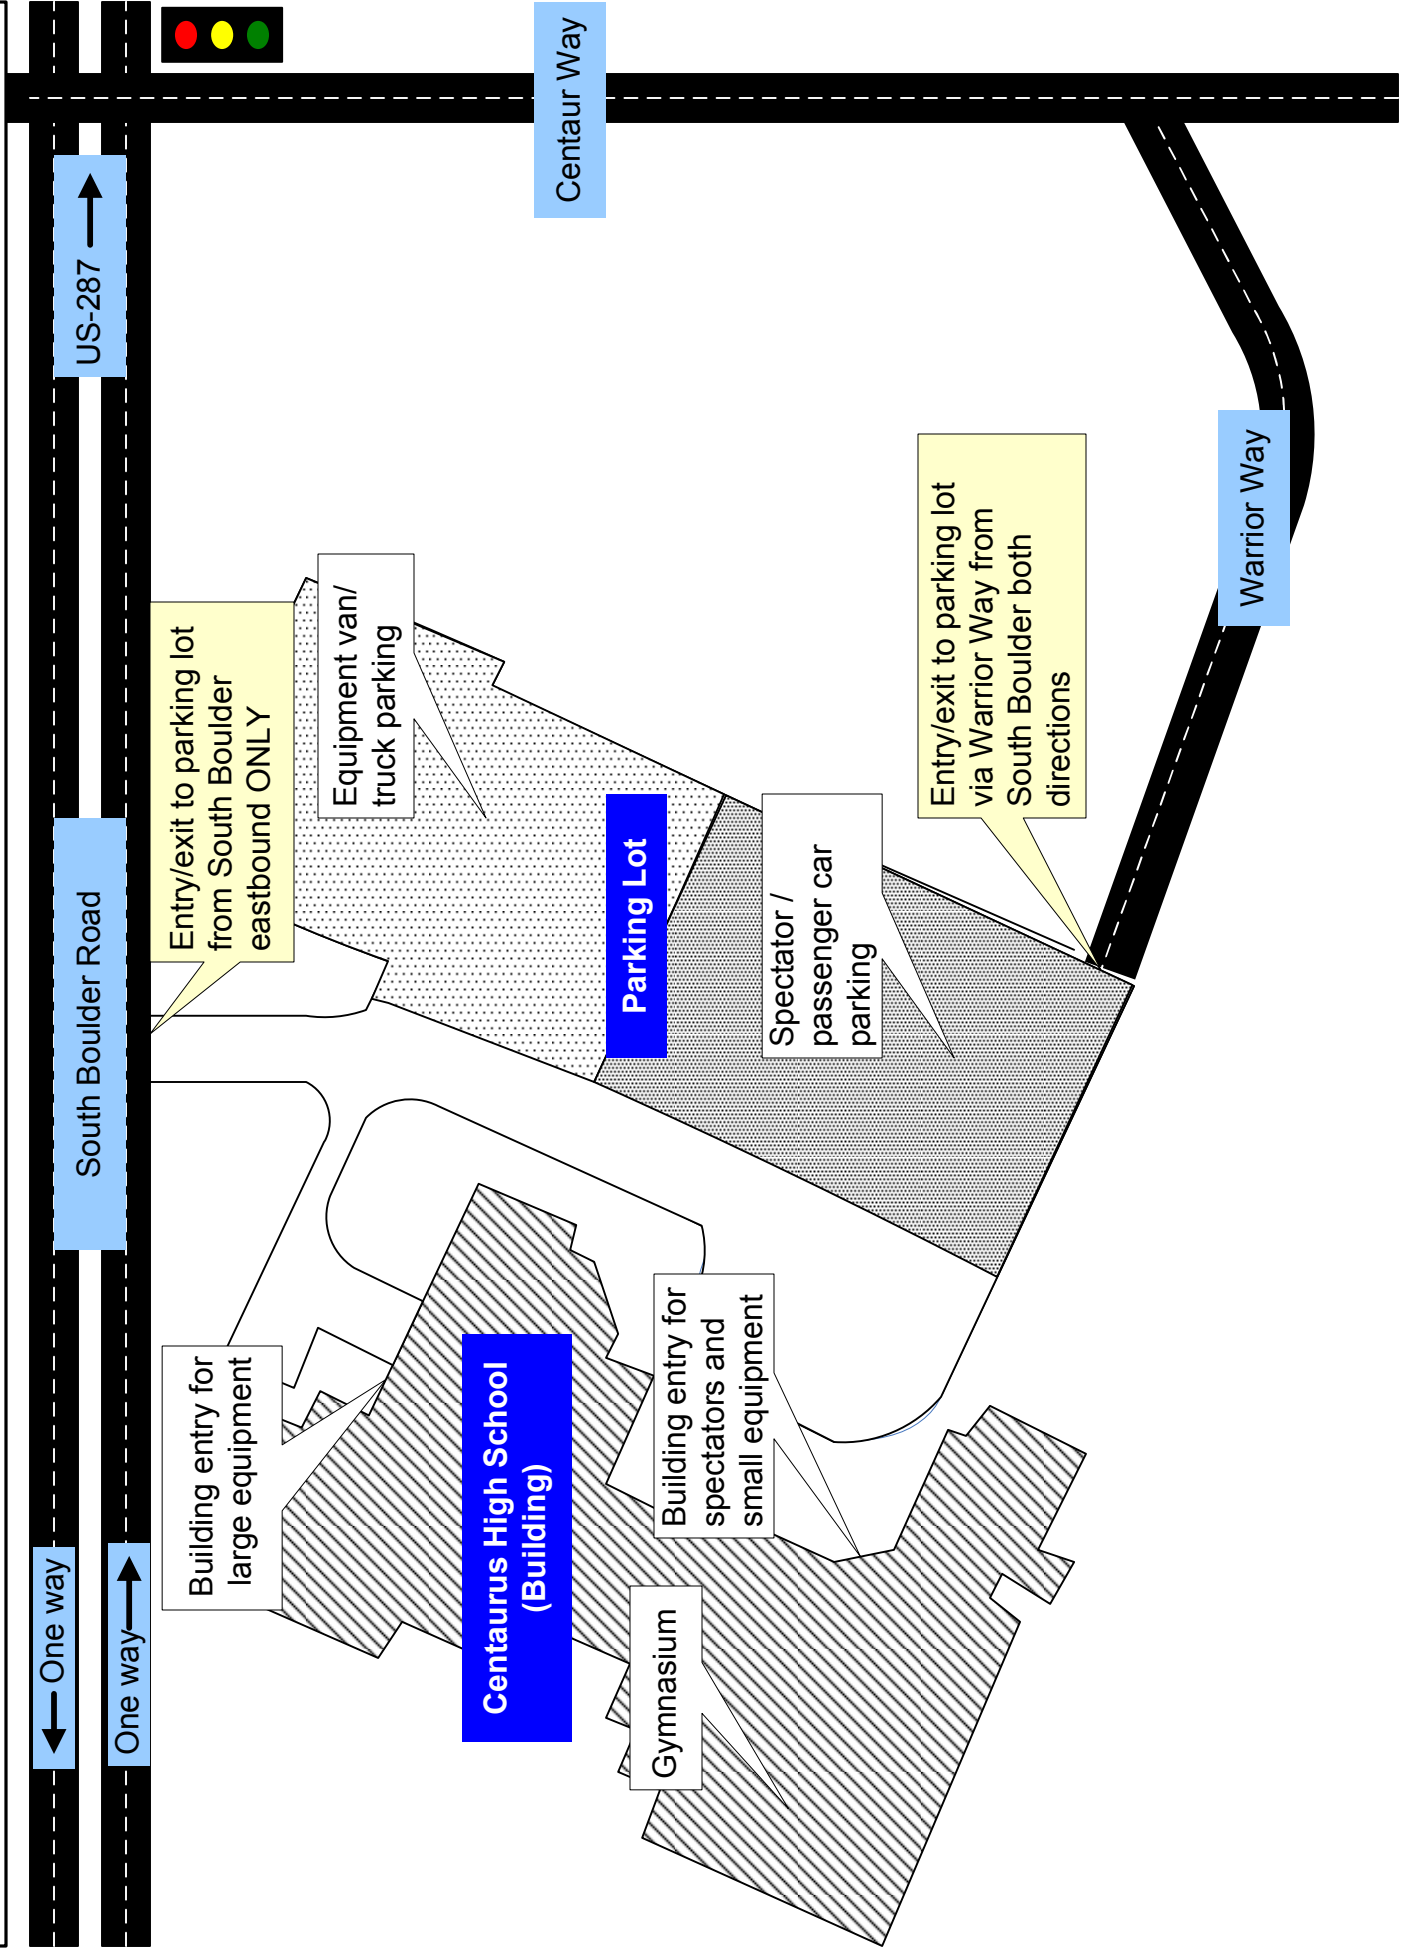 One way
One way
South Boulder Road
US-287
Centaur Way
Building entry for
large equipment
Entry/exit to parking lot
from South Boulder
eastbound ONLY
Equipment van/
truck parking
Centaurus High School
(Building)
Parking Lot
Gymnasium
Building entry for
spectators and
small equipment
Spectator /
passenger car
parking
Entry/exit to parking lot
via Warrior Way from
South Boulder both
directions
Warrior Way